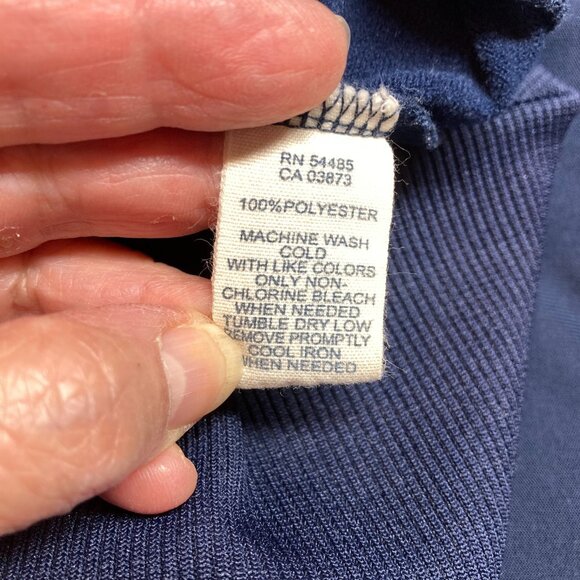 RN 54485
CA 03873
100%POLYESTER
MACHINE WASH
COLD
WITH LIKE COLORS
ONLY NON-
CHLORINE BLEACH
WHEN NEEDED
TUMBLE DRY LOW
REMOVE PROMPTLY
COOL IRON
WHEN NEEDED